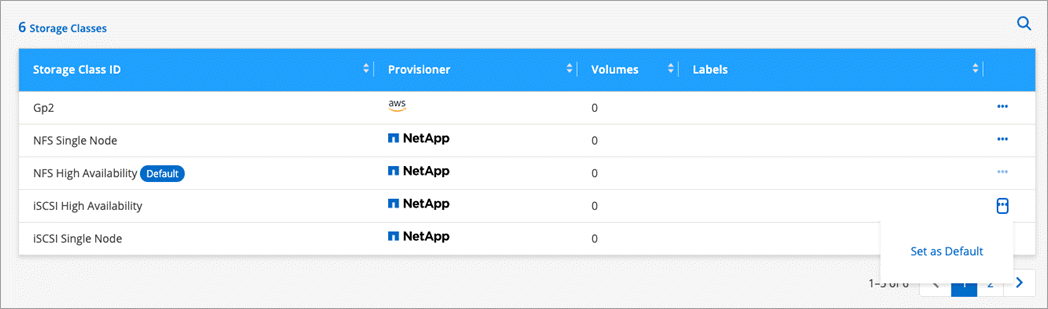 6 Storage Classes
Storage Class ID Provisioner Volumes Labels
Gp2 aws 0
NFS Single Node NetApp 0
NFS High Availability Default NetApp 0
iSCSI High Availability NetApp 0
iSCSI Single Node NetApp 0
Set as Default
1–5 of 6 1 2